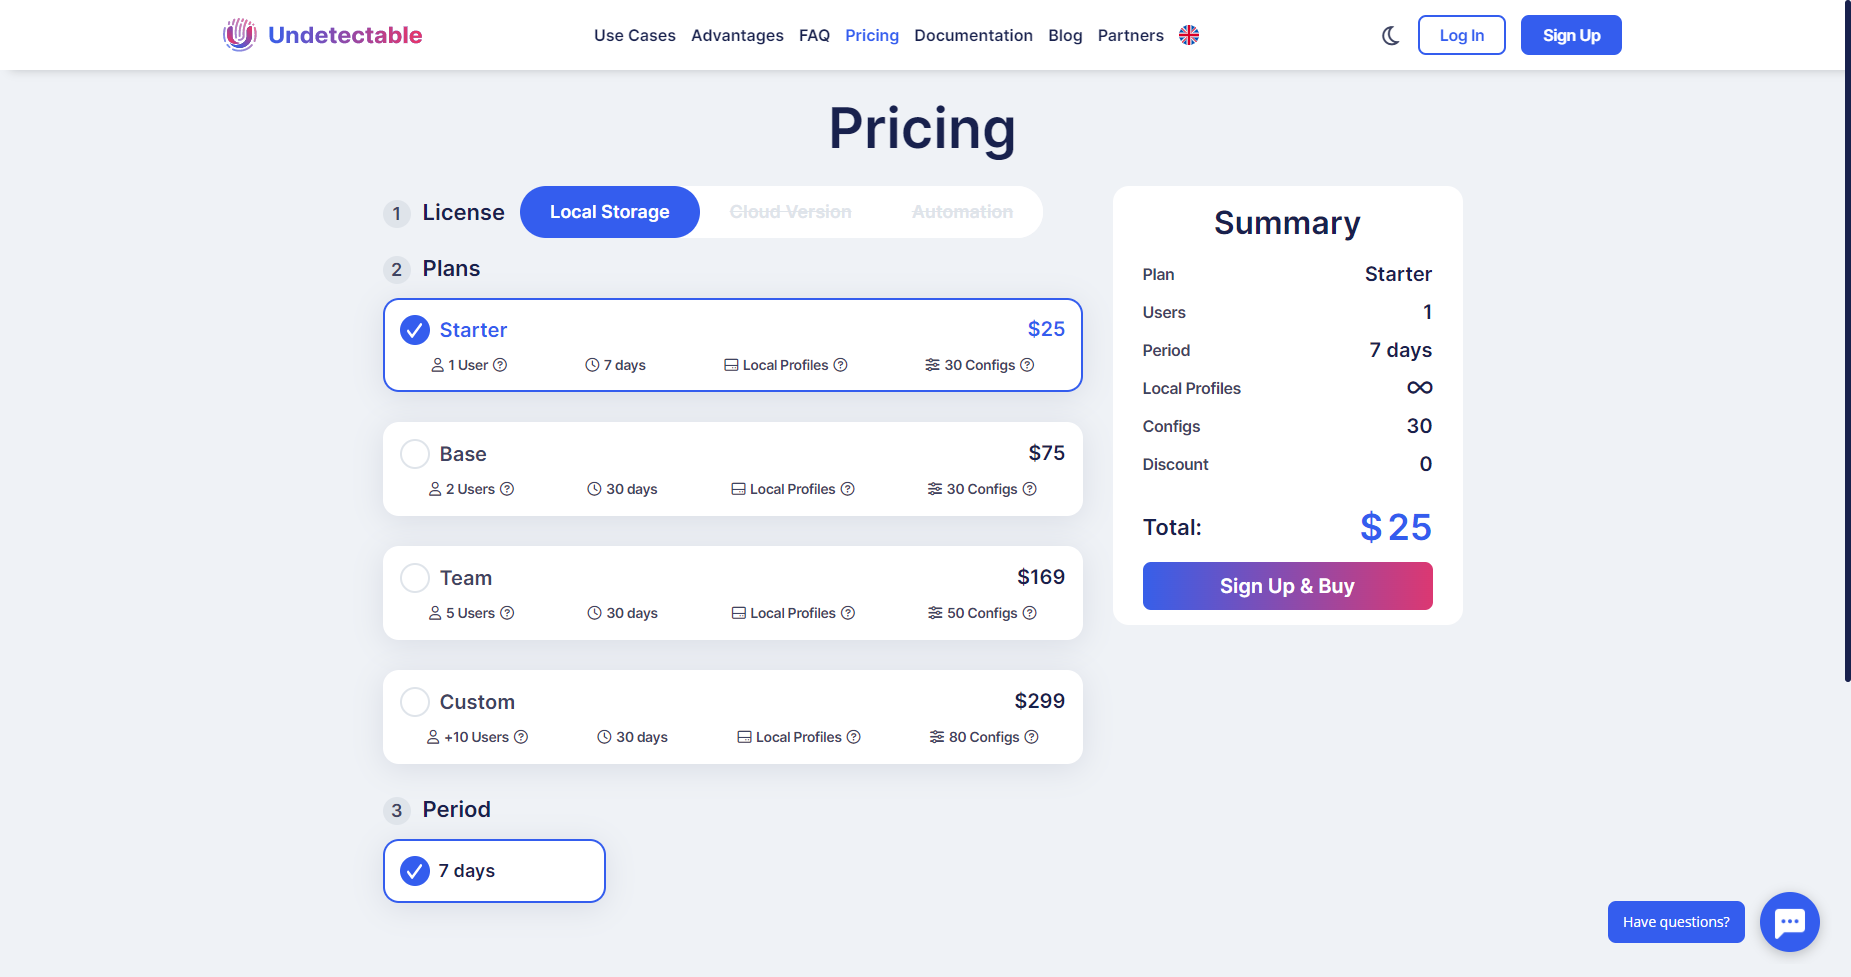 Undetectable
Use Cases Advantages FAQ Pricing Documentation Blog Partners
Log In
Sign Up
Pricing
1 License
Local Storage Cloud Version Automation
2 Plans
Starter $25
1 User 7 days Local Profiles 30 Configs
Base $75
2 Users 30 days Local Profiles 30 Configs
Team $169
5 Users 30 days Local Profiles 50 Configs
Custom $299
+10 Users 30 days Local Profiles 80 Configs
3 Period
7 days
Summary
Plan Starter
Users 1
Period 7 days
Local Profiles ∞
Configs 30
Discount 0
Total: $ 25
Sign Up & Buy
Have questions?